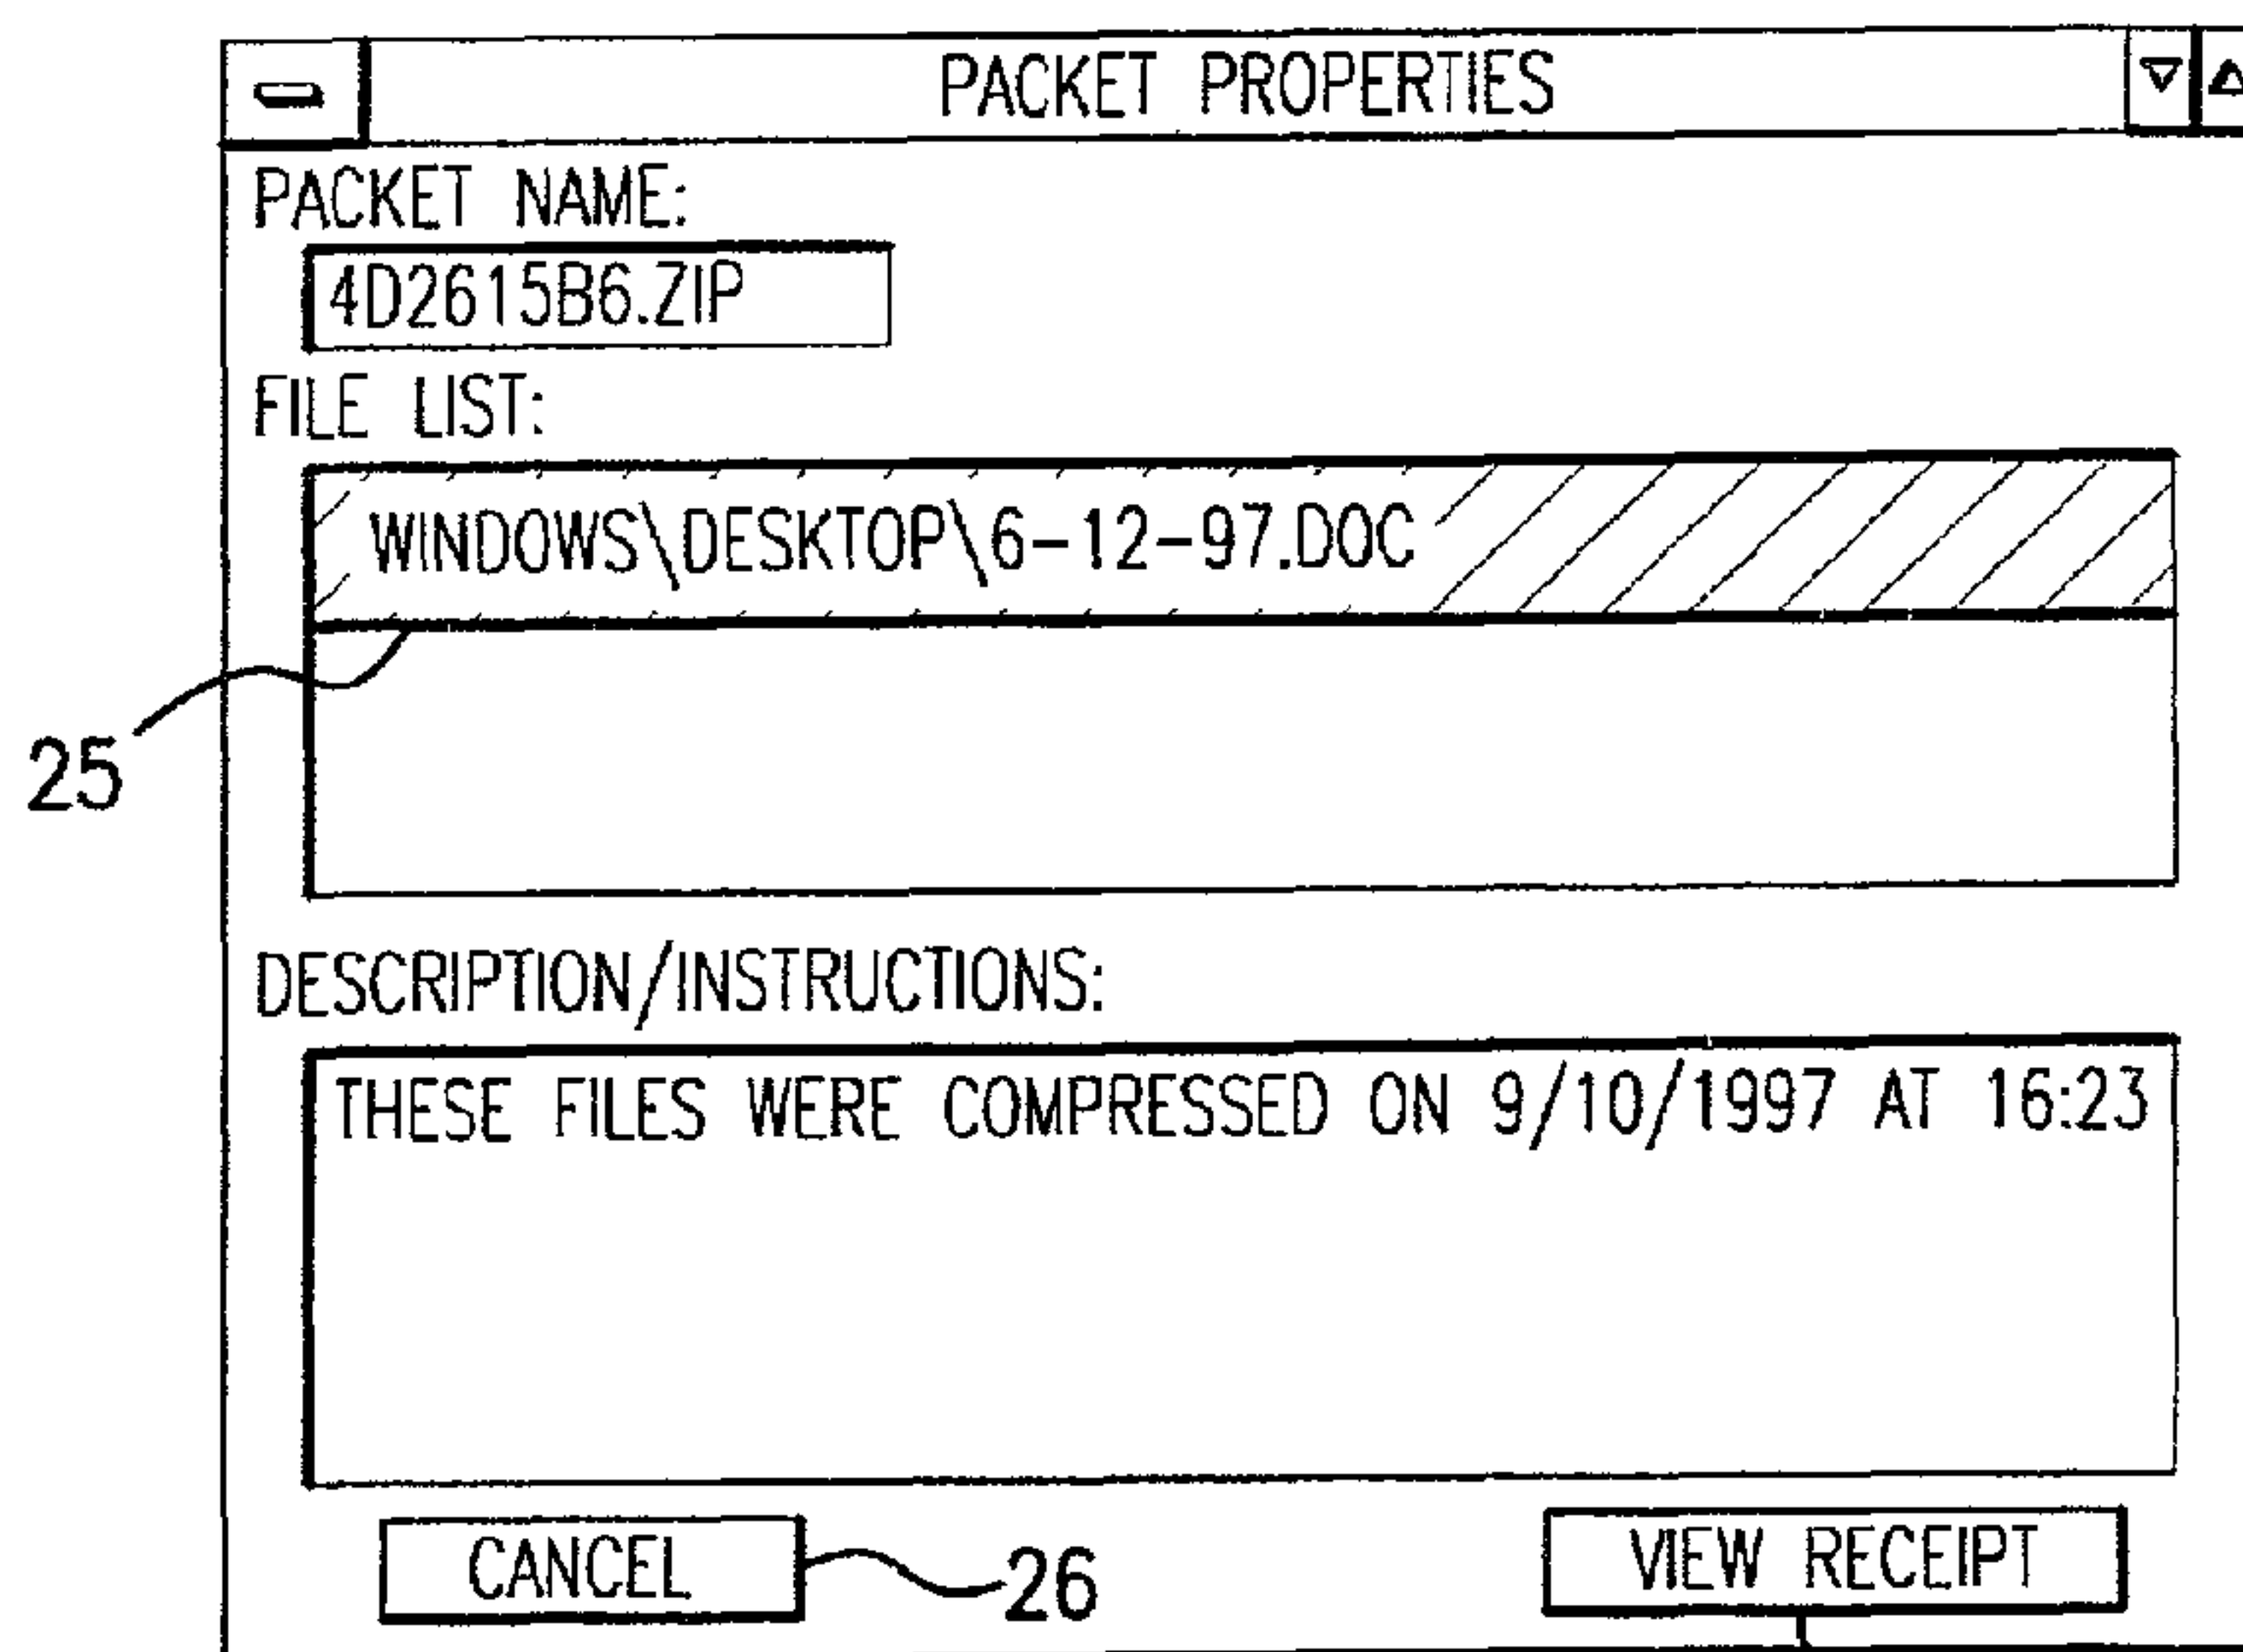 PACKET PROPERTIES
PACKET NAME:
4D2615B6.ZIP
FILE LIST:
WINDOWS\DESKTOP\6-12-97.DOC
25
DESCRIPTION/INSTRUCTIONS:
THESE FILES WERE COMPRESSED ON 9/10/1997 AT 16:23
CANCEL
26
VIEW RECEIPT